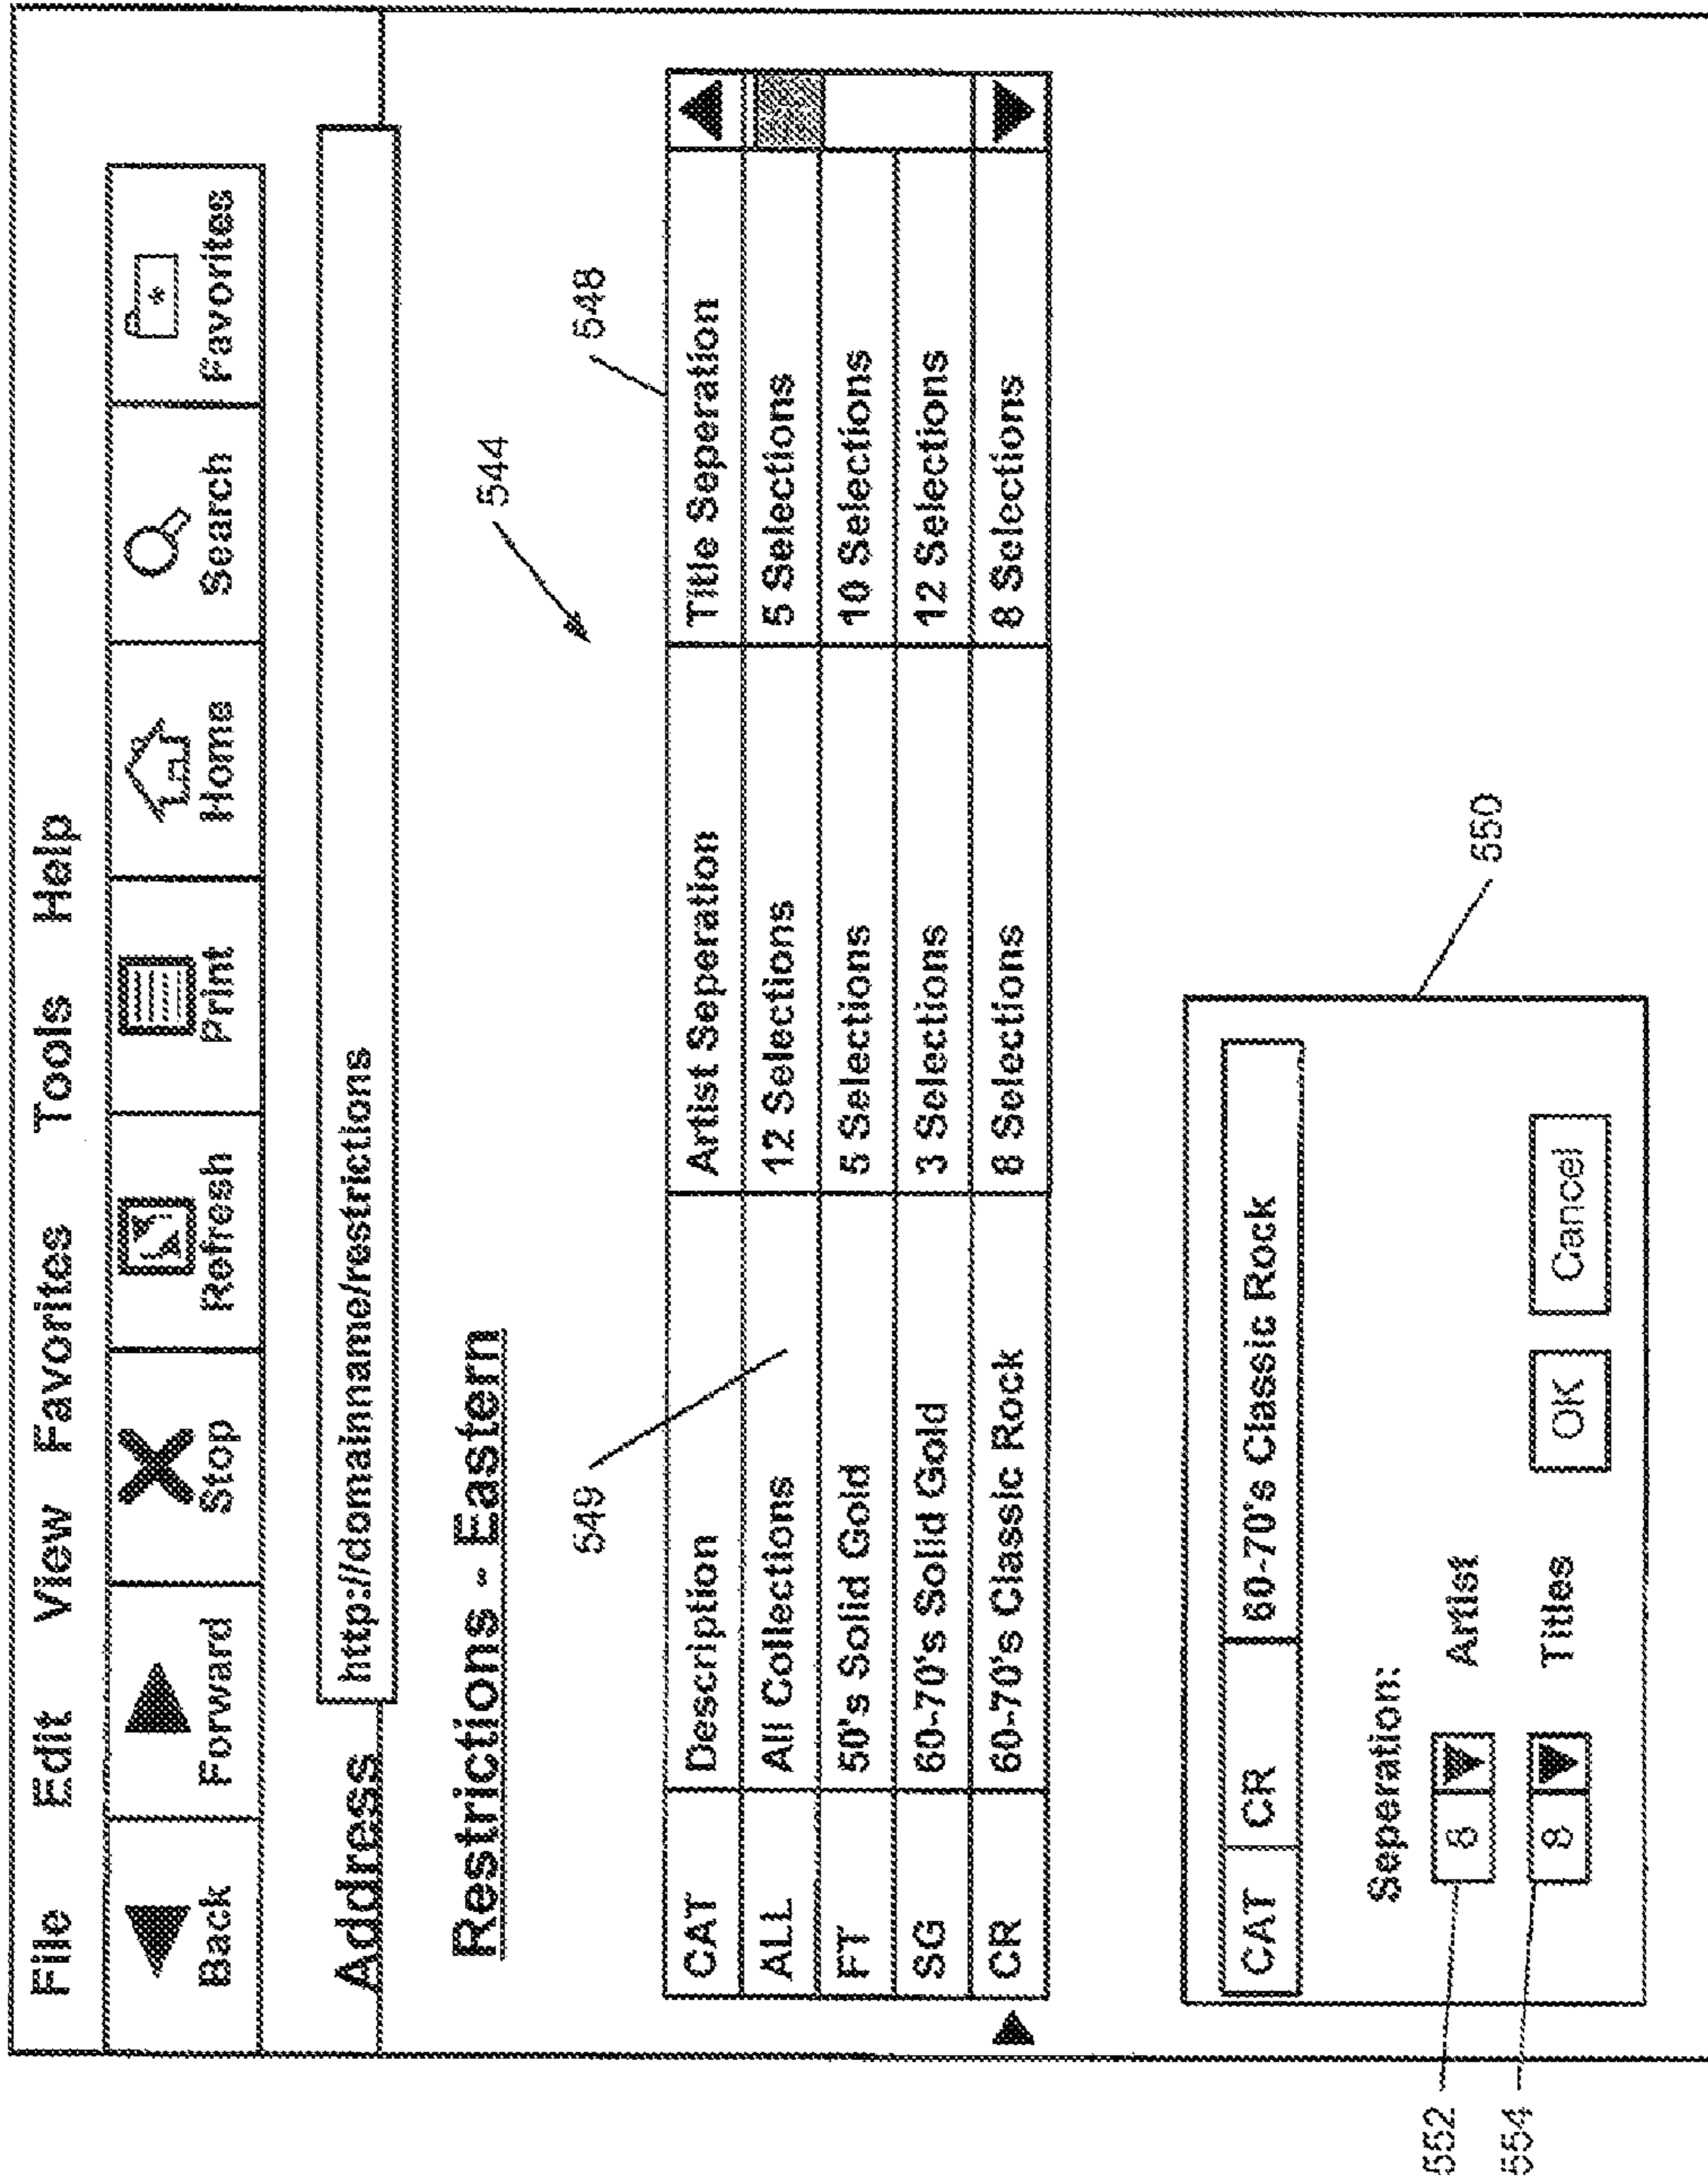 File Edit View Favorites Tools Help
Back Forward Stop Refresh Print Home Search Favorites
Address http://domainname/restrictions
Restrictions - Eastern
544
549
548
CAT Description Artist Seperation Title Seperation
ALL All Collections 12 Selections 5 Selections
FT 50's Solid Gold 5 Selections 10 Selections
SG 60-70's Solid Gold 3 Selections 12 Selections
CR 60-70's Classic Rock 8 Selections 8 Selections
550
CAT CR 60-70's Classic Rock
Seperation:
552 8 Artist
554 8 Titles OK Cancel